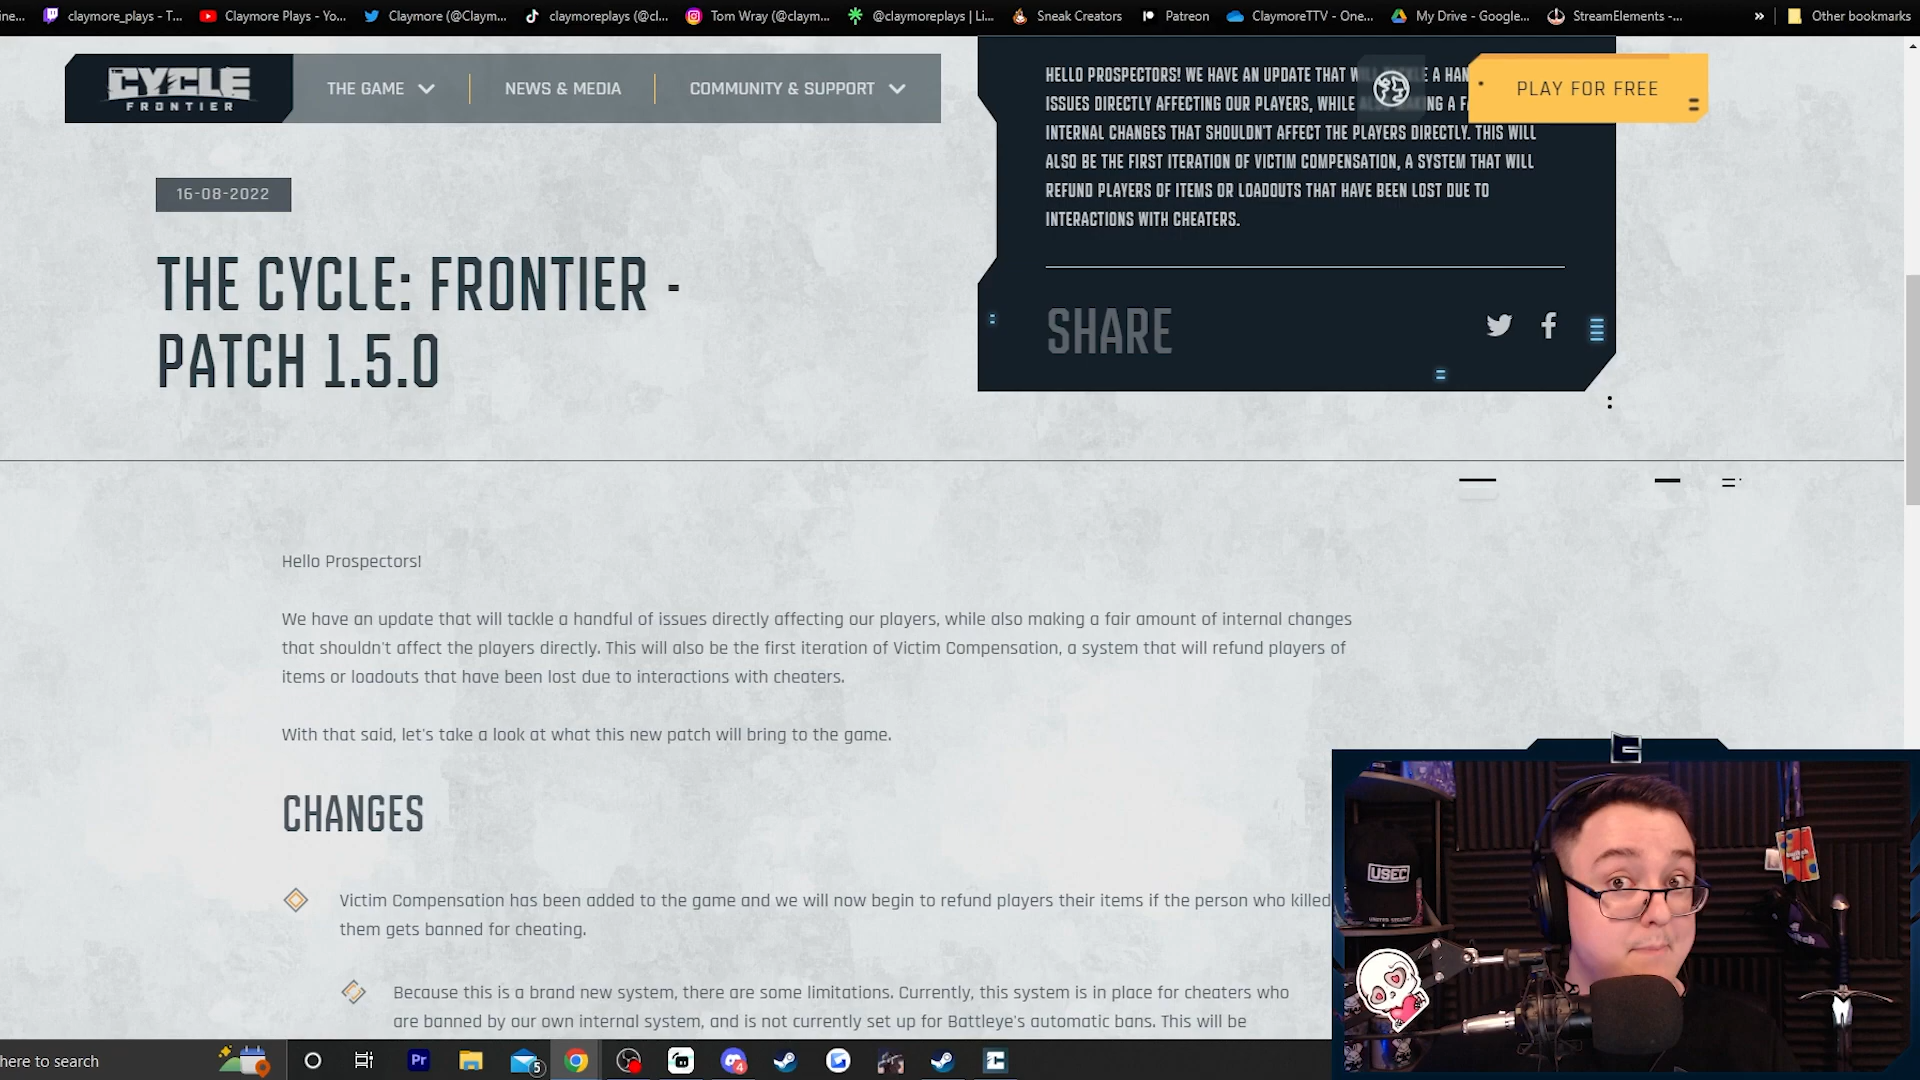 ine...
claymore_plays - T...
Claymore Plays - Yo...
Claymore (@Claym...
claymoreplays (@cl...
Tom Wray (@claym...
@claymoreplays | Li...
Sneak Creators
Patreon
ClaymoreTTV - One...
My Drive - Google...
StreamElements -...
»
Other bookmarks
CYCLE
FRONTIER
THE GAME
NEWS & MEDIA
COMMUNITY & SUPPORT
PLAY FOR FREE
HELLO PROSPECTORS! WE HAVE AN UPDATE THAT A HAN
ISSUES DIRECTLY AFFECTING OUR PLAYERS, WHILE
INTERNAL CHANGES THAT SHOULDN'T AFFECT THE PLAYERS DIRECTLY. THIS WILL
ALSO BE THE FIRST ITERATION OF VICTIM COMPENSATION, A SYSTEM THAT WILL
REFUND PLAYERS OF ITEMS OR LOADOUTS THAT HAVE BEEN LOST DUE TO
INTERACTIONS WITH CHEATERS.
SHARE
16-08-2022
THE CYCLE: FRONTIER -
PATCH 1.5.0
Hello Prospectors!
We have an update that will tackle a handful of issues directly affecting our players, while also making a fair amount of internal changes
that shouldn't affect the players directly. This will also be the first iteration of Victim Compensation, a system that will refund players of
items or loadouts that have been lost due to interactions with cheaters.
With that said, let's take a look at what this new patch will bring to the game.
CHANGES
Victim Compensation has been added to the game and we will now begin to refund players their items if the person who killed
them gets banned for cheating.
Because this is a brand new system, there are some limitations. Currently, this system is in place for cheaters who
are banned by our own internal system, and is not currently set up for Battleye's automatic bans. This will be
USEC
here to search
Pr
5
4